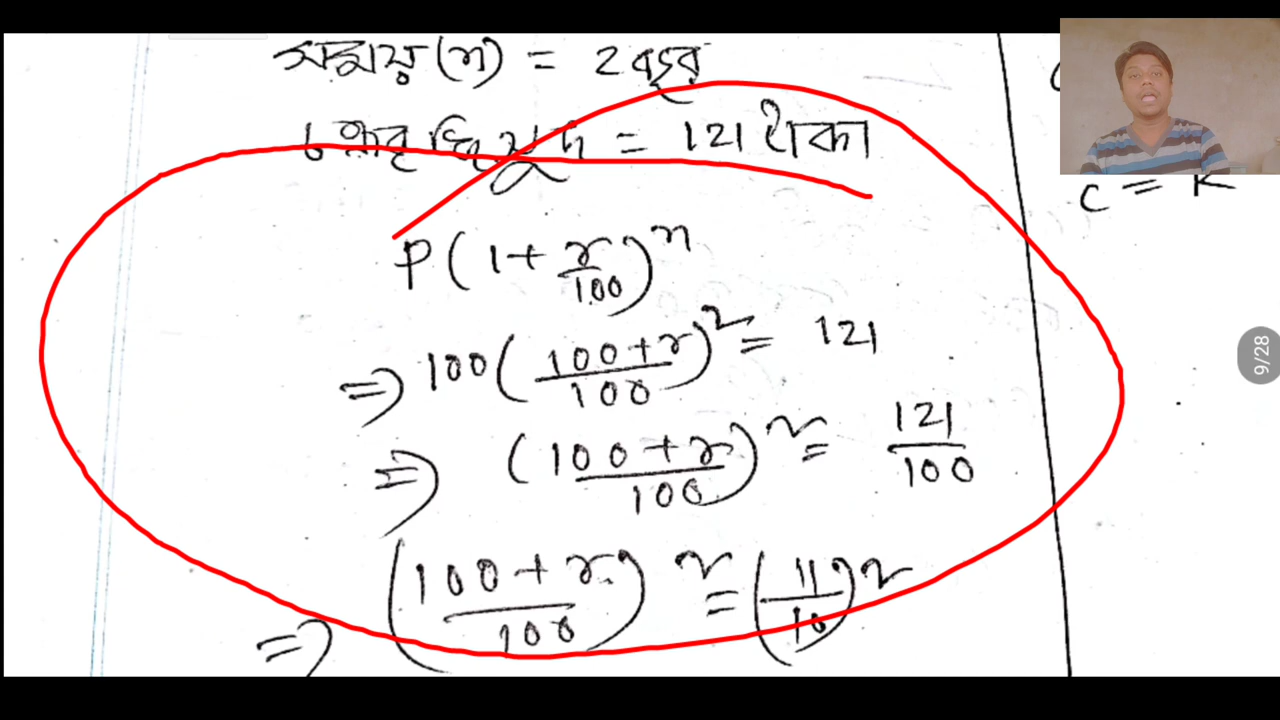 সময়(n) = 2 বছর
চক্রবৃদ্ধি সুদ = 121 টাকা
P(1+r/100)^n
⇒ 100(100+r/100)^2 = 121
⇒ (100+r/100)^2 = 121/100
⇒ (100+r/100)^2 = (11/10)^2
C = K
9/28